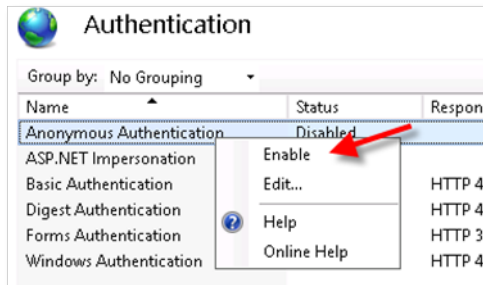 Authentication
Group by: No Grouping
Name Status Respon
Anonymous Authentication Disabled
ASP.NET Impersonation Enable
Basic Authentication Edit... HTTP 4
Digest Authentication Help HTTP 4
Forms Authentication HTTP 3
Windows Authentication Online Help HTTP 4